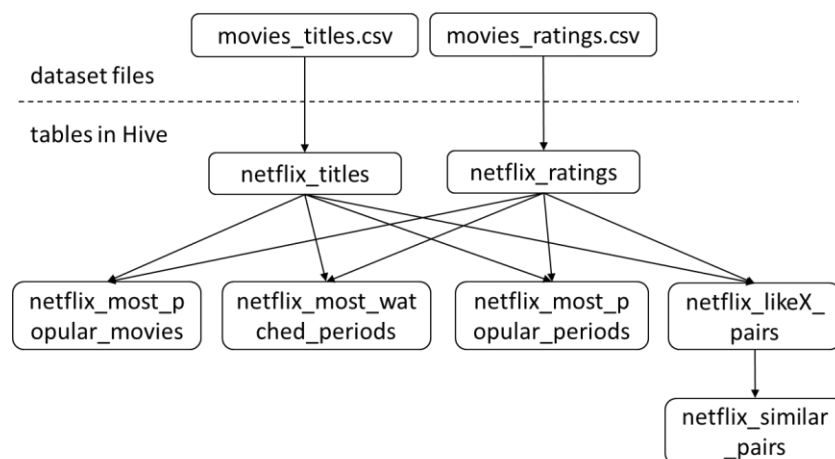 movies_titles.csv
movies_ratings.csv
dataset files
tables in Hive
netflix_titles
netflix_ratings
netflix_most_p
opular_movies
netflix_most_wat
ched_periods
netflix_most_p
opular_periods
netflix_likeX_
pairs
netflix_similar
_pairs